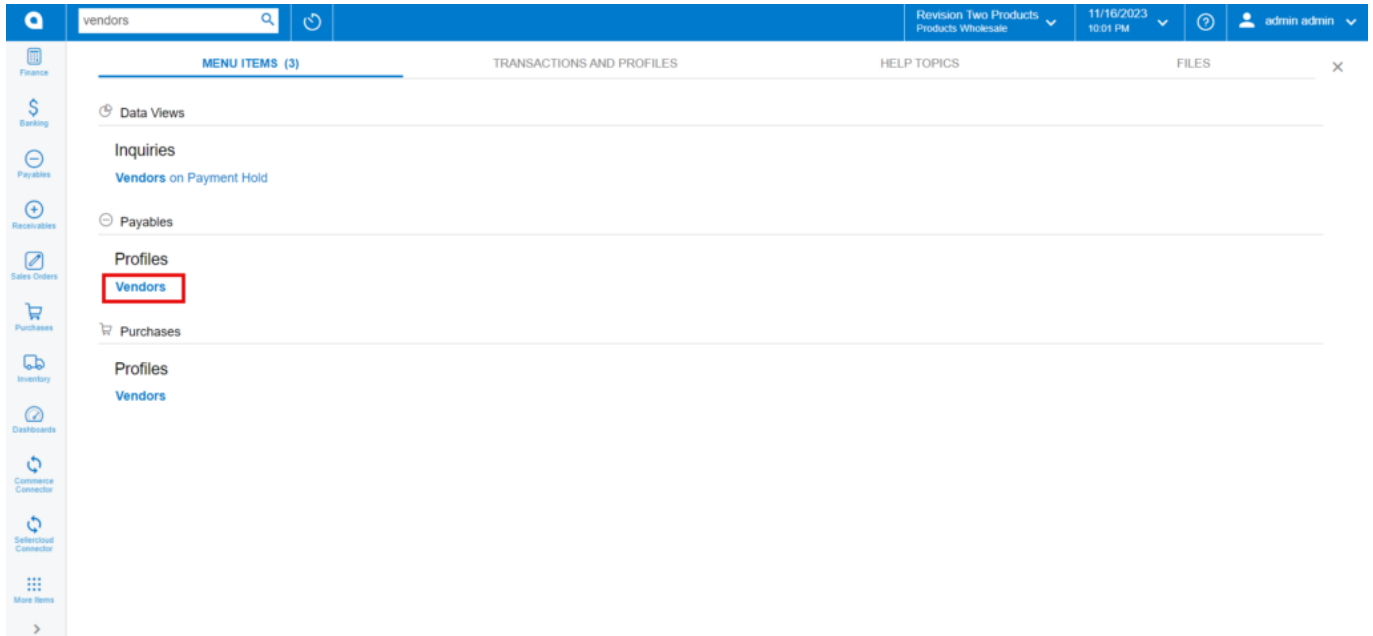 vendors
Revision Two Products
Products Wholesale
11/16/2023
10:01 PM
admin admin
Finance
Banking
Payables
Receivables
Sales Orders
Purchases
Inventory
Dashboards
Commerce
Connector
Sellercloud
Connector
More Items
MENU ITEMS (3)
TRANSACTIONS AND PROFILES
HELP TOPICS
FILES
Data Views
Inquiries
Vendors on Payment Hold
Payables
Profiles
Vendors
Purchases
Profiles
Vendors